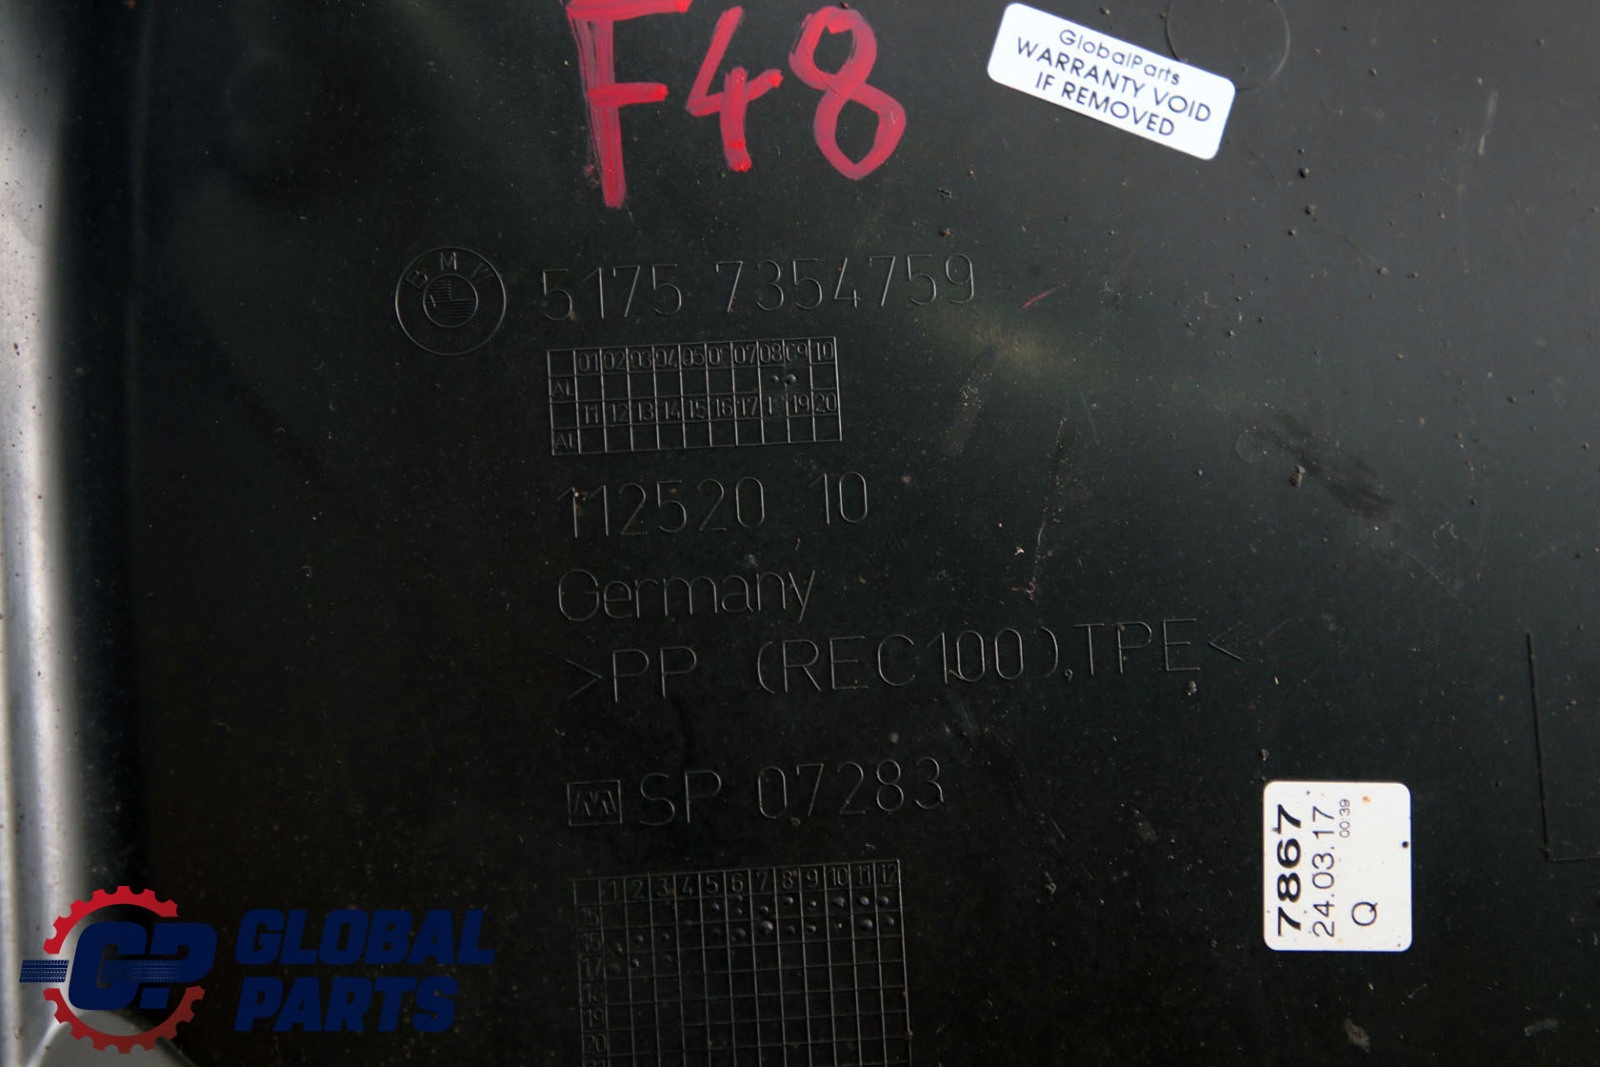 F48
GlobalParts
WARRANTY VOID
IF REMOVED
BMW
5175 7354759
01 02 03 04 05 07 08 09 10
AI
11 12 13 14 15 16 17 19 20
AI
112520 10
Germany
>PP (REC100),TPE<
SP 07283
1 2 3 4 5 6 7 8 9 10 11 12
15
16
17
18
19
20
7867
24.03.17
00:39
Q
GP
GLOBAL
PARTS